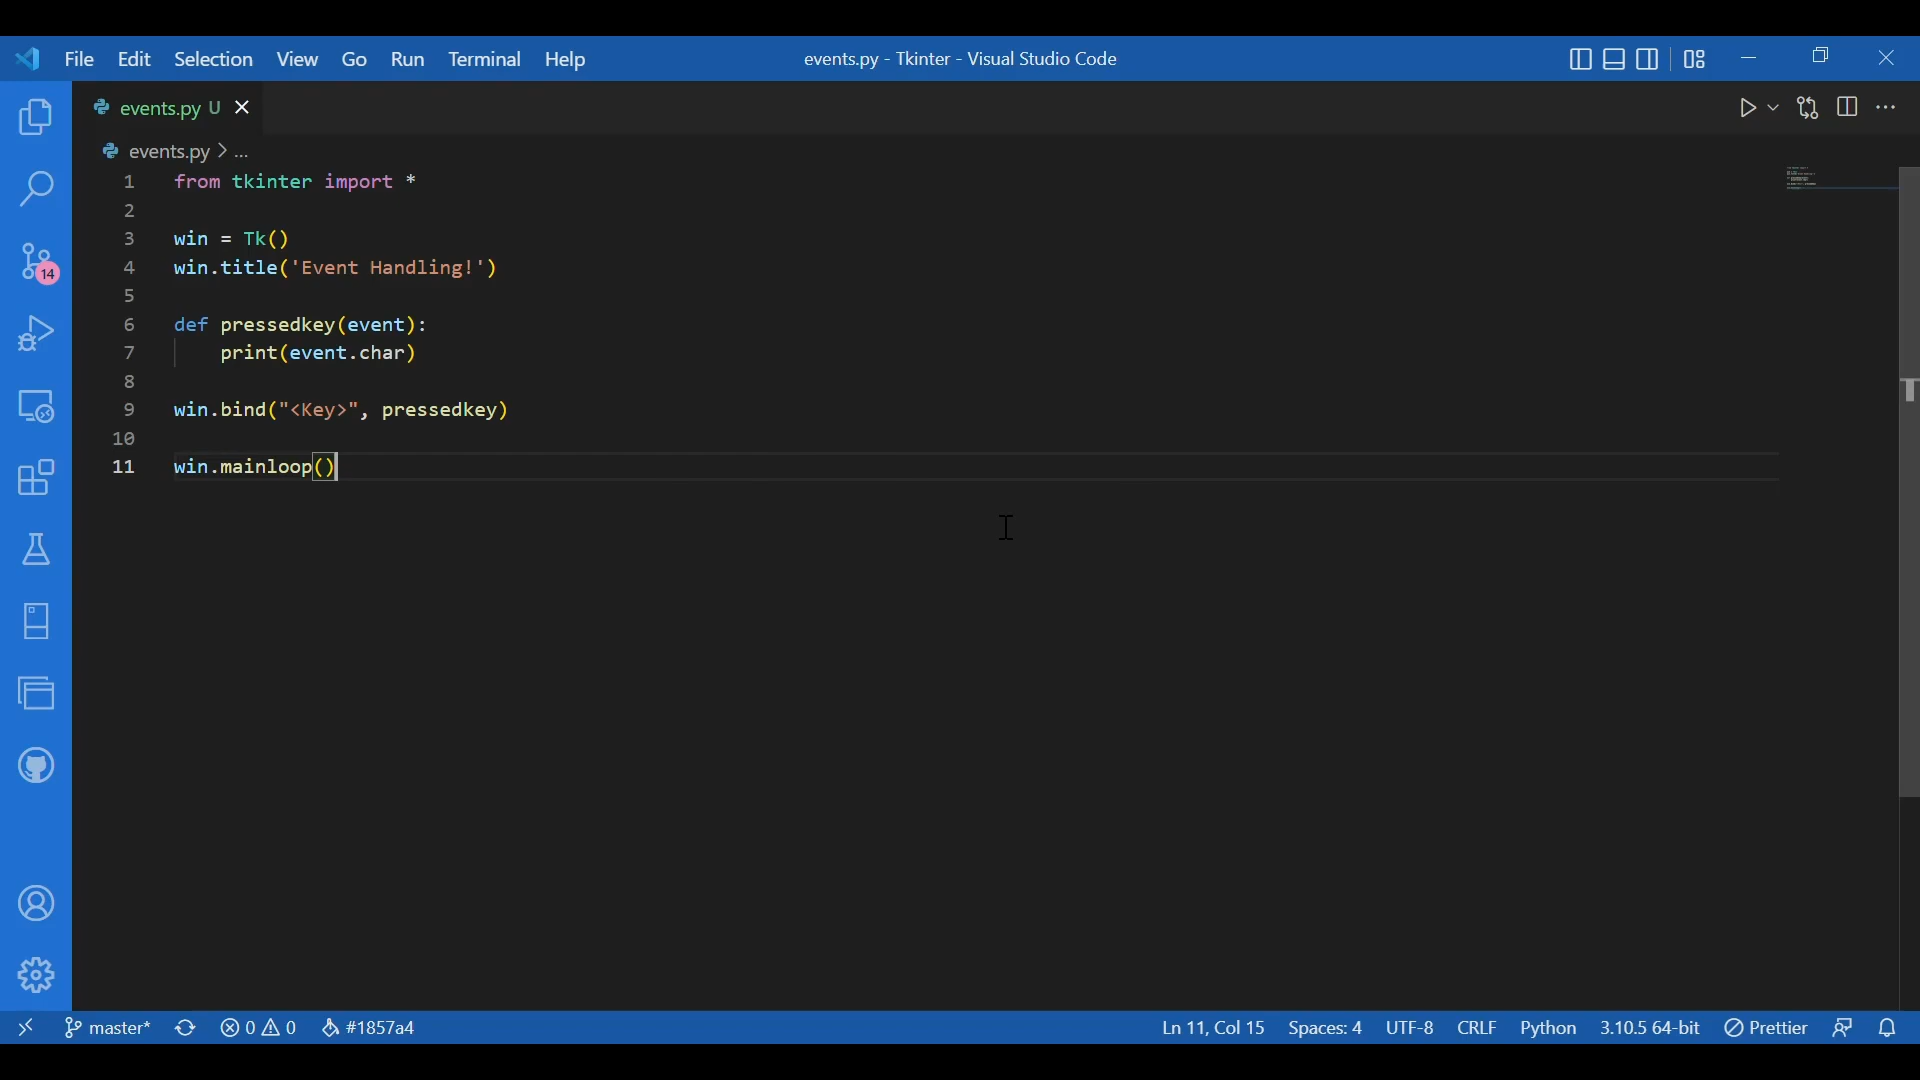 File Edit Selection View Go Run Terminal Help events.py - Tkinter - Visual Studio Code
events.py U
events.py > ...
1 from tkinter import *
2
3 win = Tk()
4 win.title('Event Handling!')
5
6 def pressedkey(event):
7     print(event.char)
8
9 win.bind("<Key>", pressedkey)
10
11 win.mainloop()
14
master* 0 0 #1857a4 Ln 11, Col 15 Spaces: 4 UTF-8 CRLF Python 3.10.5 64-bit Prettier